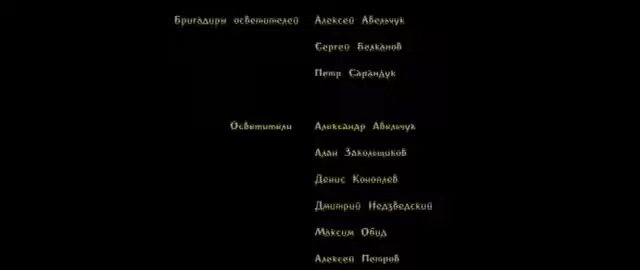 Бригадиры осветителей Алексей Авельчук
Сергей Белканов
Петр Сарандук
Осветители Александр Авельчук
Алан Закольщиков
Денис Коноплев
Дмитрий Недзведский
Максим Обид
Алексей Петров